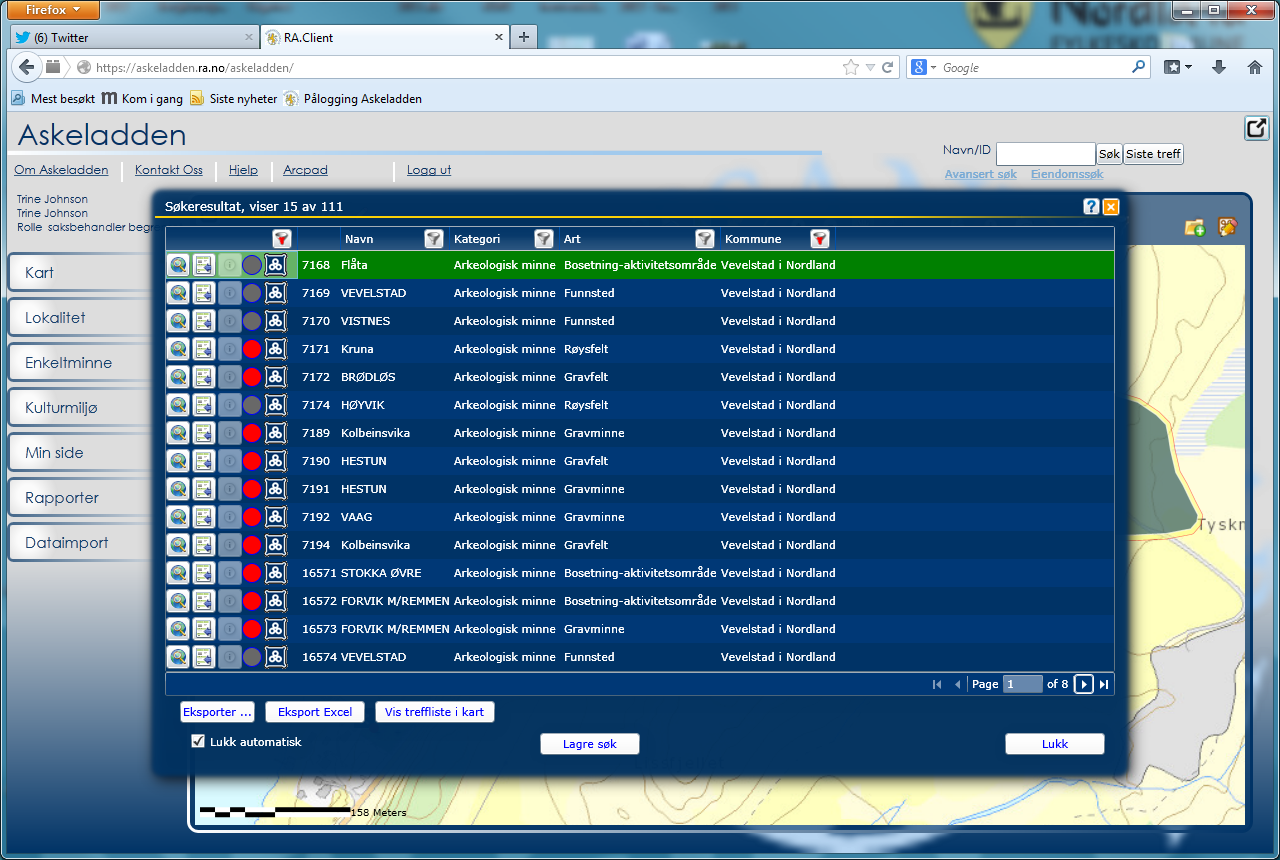 Firefox
(6) Twitter
RA.Client
https://askeladden.ra.no/askeladden/
Google
Mest besøkt
Kom i gang
Siste nyheter
Pålogging Askeladden
Askeladden
Navn/ID
Søk
Siste treff
Om Askeladden
Kontakt Oss
Hjelp
Arcpad
Logg ut
Avansert søk
Eiendomssøk
Trine Johnson
Trine Johnson
Rolle saksbehandler begr
Kart
Lokalitet
Enkeltminne
Kulturmiljø
Min side
Rapporter
Dataimport
Søkeresultat, viser 15 av 111
Navn Kategori Art Kommune
7168 Flåta Arkeologisk minne Bosetning-aktivitetsområde Vevelstad i Nordland
7169 VEVELSTAD Arkeologisk minne Funnsted Vevelstad i Nordland
7170 VISTNES Arkeologisk minne Funnsted Vevelstad i Nordland
7171 Kruna Arkeologisk minne Røysfelt Vevelstad i Nordland
7172 BRØDLØS Arkeologisk minne Gravfelt Vevelstad i Nordland
7174 HØYVIK Arkeologisk minne Røysfelt Vevelstad i Nordland
7189 Kolbeinsvika Arkeologisk minne Gravminne Vevelstad i Nordland
7190 HESTUN Arkeologisk minne Gravfelt Vevelstad i Nordland
7191 HESTUN Arkeologisk minne Gravminne Vevelstad i Nordland
7192 VAAG Arkeologisk minne Gravminne Vevelstad i Nordland
7194 Kolbeinsvika Arkeologisk minne Gravfelt Vevelstad i Nordland
16571 STOKKA ØVRE Arkeologisk minne Bosetning-aktivitetsområde Vevelstad i Nordland
16572 FORVIK M/REMMEN Arkeologisk minne Bosetning-aktivitetsområde Vevelstad i Nordland
16573 FORVIK M/REMMEN Arkeologisk minne Gravminne Vevelstad i Nordland
16574 VEVELSTAD Arkeologisk minne Funnsted Vevelstad i Nordland
Page 1 of 8
Eksporter ...
Eksport Excel
Vis treffliste i kart
Lukk automatisk
Lagre søk
Lukk
Tyskn
158 Meters